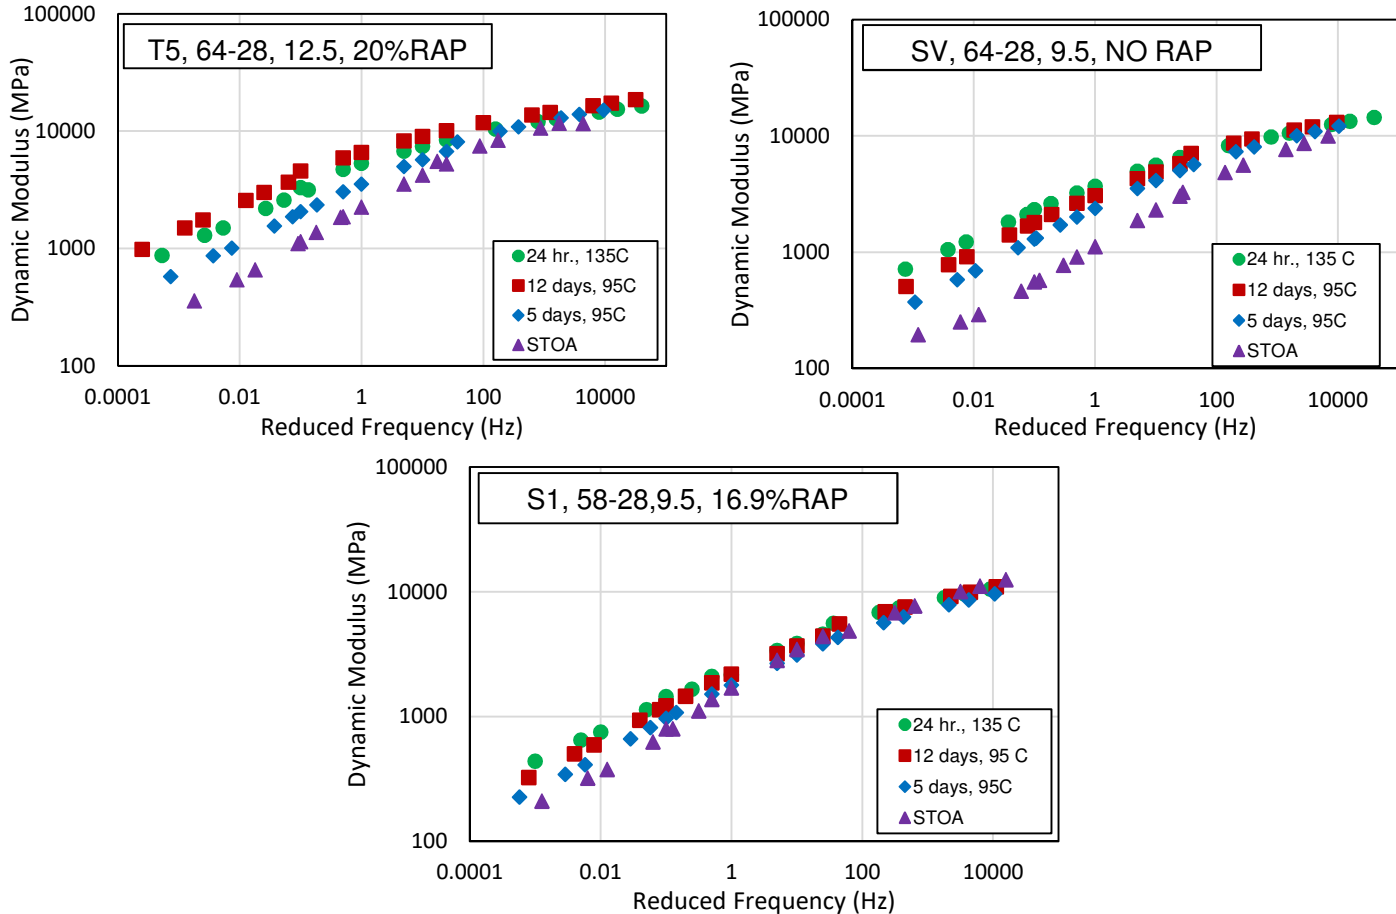 T5, 64-28, 12.5, 20%RAP
Dynamic Modulus (MPa)
100000
10000
1000
100
0.0001
0.01
1
100
10000
Reduced Frequency (Hz)
24 hr., 135C
12 days, 95C
5 days, 95C
STOA
SV, 64-28, 9.5, NO RAP
Dynamic Modulus (MPa)
100000
10000
1000
100
0.0001
0.01
1
100
10000
Reduced Frequency (Hz)
24 hr., 135 C
12 days, 95C
5 days, 95C
STOA
S1, 58-28,9.5, 16.9%RAP
Dynamic Modulus (MPa)
100000
10000
1000
100
0.0001
0.01
1
100
10000
Reduced Frequency (Hz)
24 hr., 135 C
12 days, 95 C
5 days, 95C
STOA